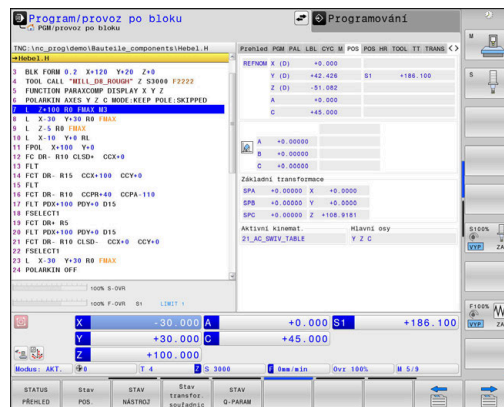 Program/provoz po bloku
PGM/provoz po bloku
Programování
TNC:\nc_prog\demo\Bauteile_components\Hebel.H
→Hebel.H
3 BLK FORM 0.2 X+120 Y+20 Z+0
4 TOOL CALL "MILL_D8_ROUGH" Z S3000 F2222
5 FUNCTION PARAXCOMP DISPLAY X Y Z
6 POLARKIN AXES Y Z C MODE:KEEP POLE:SKIPPED
7 L Z+100 R0 FMAX M3
8 L X-30 Y+30 R0 FMAX
9 L Z-5 R0 FMAX
10 L X-10 Y+0 RL
11 FPOL X+100 Y+0
12 FC DR- R10 CLSD+ CCX+0
13 FLT
14 FCT DR- R15 CCX+100 CCY+0
15 FLT
16 FCT DR- R10 CCPR+40 CCPA-110
17 FLT PDX+100 PDY+0 D15
18 FSELECT1
19 FCT DR+ R5
20 FLT PDX+100 PDY+0 D15
21 FCT DR- R10 CLSD- CCX+0 CCY+0
22 FSELECT1
23 L X-30 Y+30 R0 FMAX
24 POLARKIN OFF
100% S-OVR
100% F-OVR S1 LIMIT 1
Přehled PGM PAL LBL CYC M POS POS HR TOOL TT TRANS
REFNOM X (D) +0.000
Y (D) +42.426 S1 +186.100
Z (D) -51.082
A +0.000
C +45.000
A +0.00000
B +0.00000
C +0.00000
Základní transformace
SPA +0.00000 X +0.0000
SPB +0.00000 Y +0.0000
SPC +0.00000 Z +108.9181
Aktivní kinemat. Hlavní osy
21_AC_SWIV_TABLE Y Z C
X -30.000 A +0.000 S1 +186.100
Y +30.000 C +45.000
Z +100.000
Modus: AKT. 0 T 4 Z S 3000 F 0mm/min Ovr 100% M 5/9
STATUS PŘEHLED
Stav POS.
STAV NÁSTROJ
Stav transfor. souřadnic
STAV Q-PARAM
M
S
S100%
VYP ZA
F100%
VYP ZA